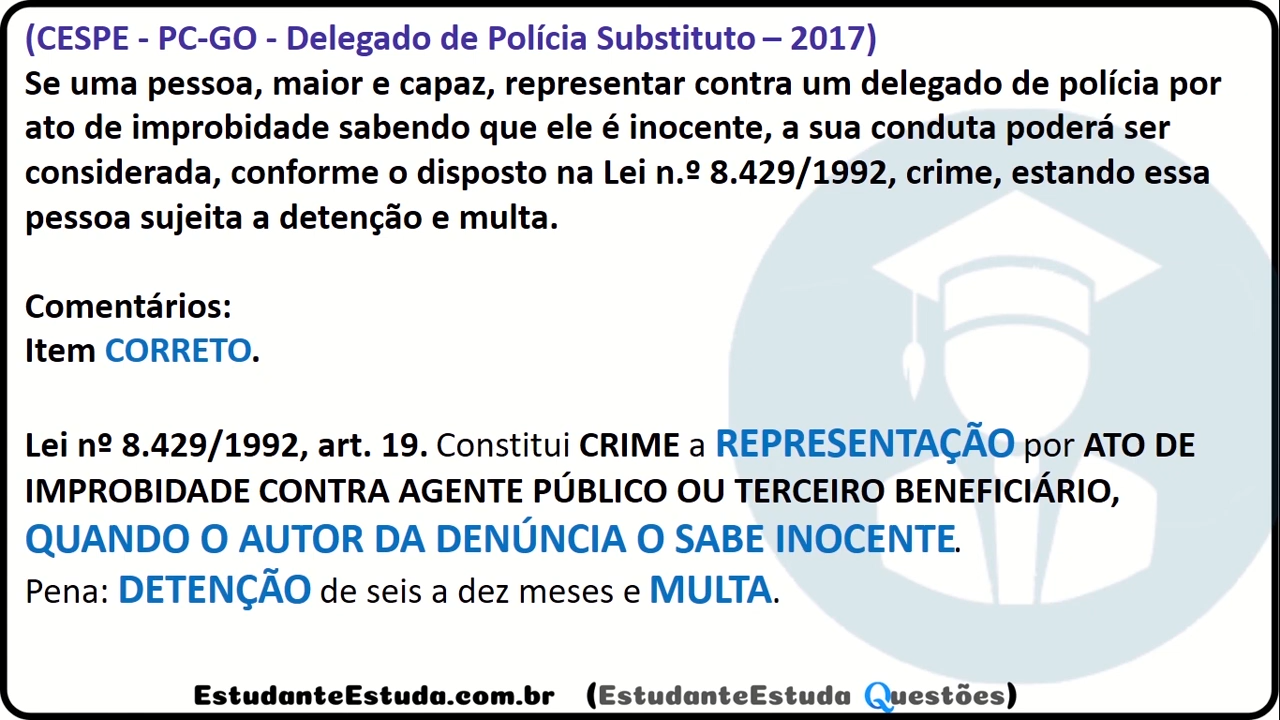 (CESPE - PC-GO - Delegado de Polícia Substituto – 2017)
Se uma pessoa, maior e capaz, representar contra um delegado de polícia por
ato de improbidade sabendo que ele é inocente, a sua conduta poderá ser
considerada, conforme o disposto na Lei n.º 8.429/1992, crime, estando essa
pessoa sujeita a detenção e multa.
Comentários:
Item CORRETO.
Lei nº 8.429/1992, art. 19. Constitui CRIME a REPRESENTAÇÃO por ATO DE
IMPROBIDADE CONTRA AGENTE PÚBLICO OU TERCEIRO BENEFICIÁRIO,
QUANDO O AUTOR DA DENÚNCIA O SABE INOCENTE.
Pena: DETENÇÃO de seis a dez meses e MULTA.
EstudanteEstuda.com.br (EstudanteEstuda Questões)